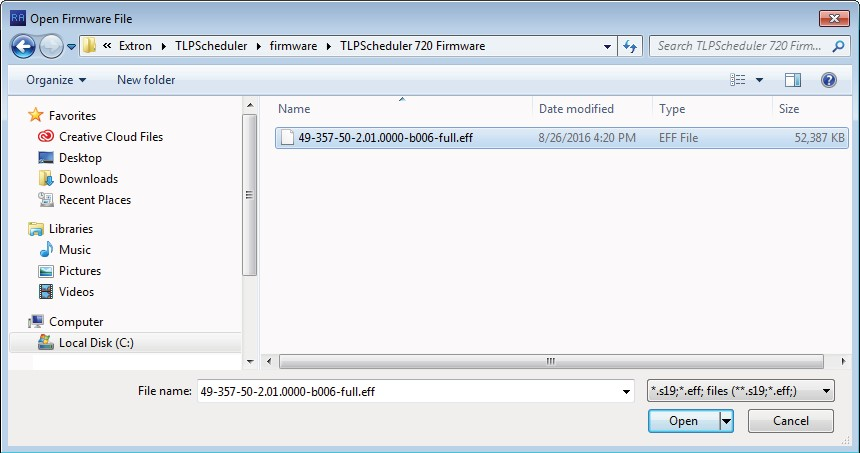 RA Open Firmware File
« Extron TLPScheduler firmware TLPScheduler 720 Firmware Search TLPScheduler 720 Firm...
Organize New folder
Name Date modified Type Size
49-357-50-2.01.0000-b006-full.eff 8/26/2016 4:20 PM EFF File 52,387 KB
Favorites
Creative Cloud Files
Desktop
Downloads
Recent Places
Libraries
Music
Pictures
Videos
Computer
Local Disk (C:)
File name: 49-357-50-2.01.0000-b006-full.eff *.s19;*.eff; files (**.s19;*.eff;)
Open Cancel